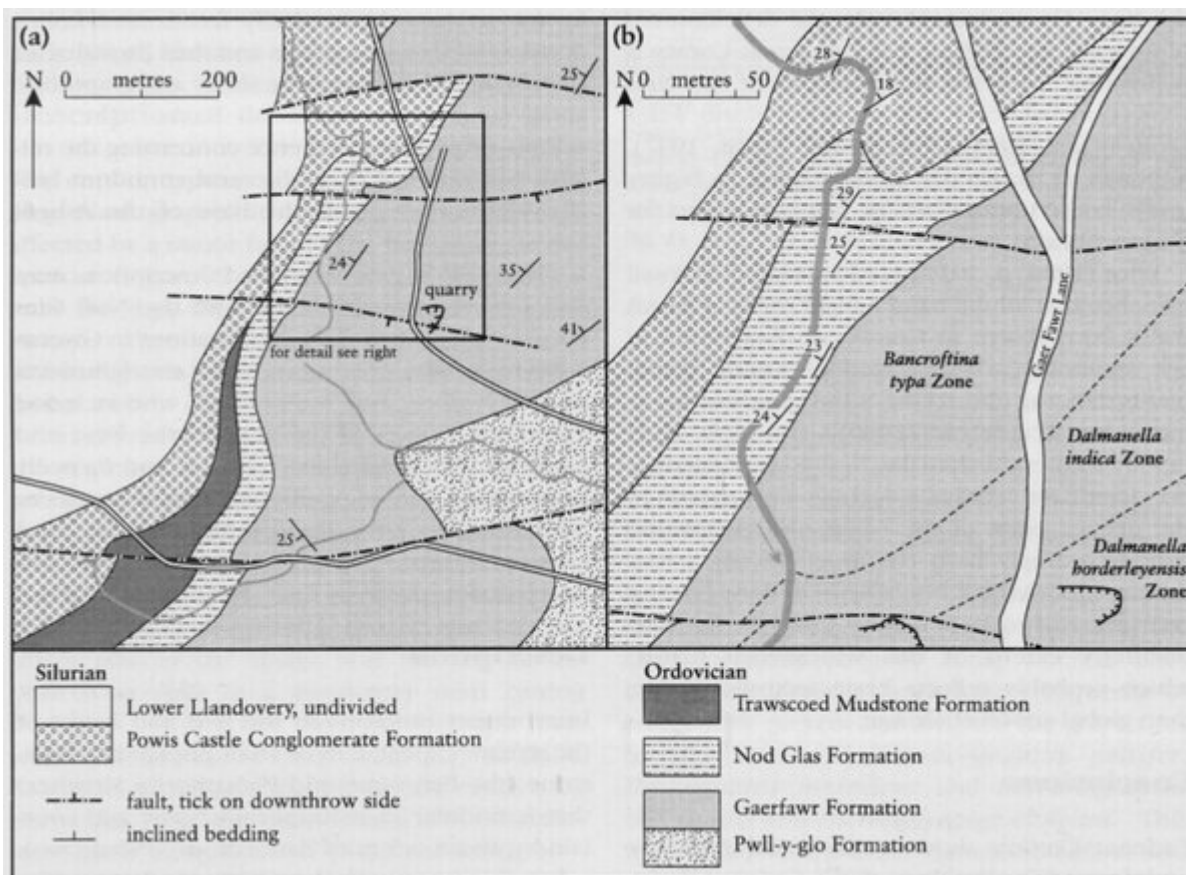 (a)
N 0 metres 200
25
24
35
quarry
41
for detail see right
25
(b)
N 0 metres 50
28
18
29
25
23
24
Bancroftina
typa Zone
Gaer Fawr Lane
Dalmanella
indica Zone
Dalmanella
horderleyensis
Zone
Silurian
Lower Llandovery, undivided
Powis Castle Conglomerate Formation
fault, tick on downthrow side
inclined bedding
Ordovician
Trawscoed Mudstone Formation
Nod Glas Formation
Gaerfawr Formation
Pwll-y-glo Formation